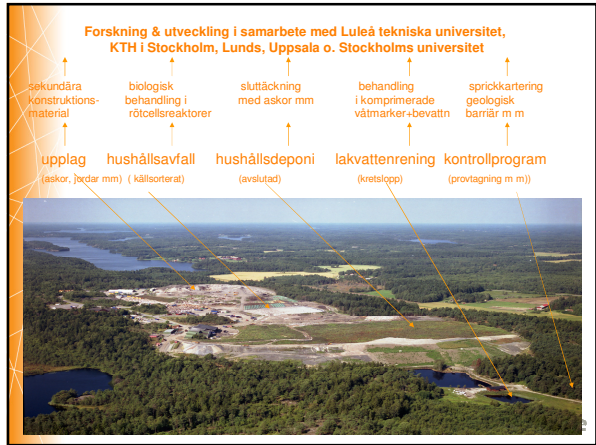 Forskning & utveckling i samarbete med Luleå tekniska universitet,
KTH i Stockholm, Lunds, Uppsala o. Stockholms universitet
sekundära
konstruktions-
material
biologisk
behandling i
rötcellsreaktorer
sluttäckning
med askor mm
behandling
i komprimerade
våtmarker+bevattn
sprickkartering
geologisk
barriär m m
upplag
(askor, jordar mm)
hushållsavfall
( källsorterat)
hushållsdeponi
(avslutad)
lakvattenrening
(kretslopp)
kontrollprogram
(provtagning m m))